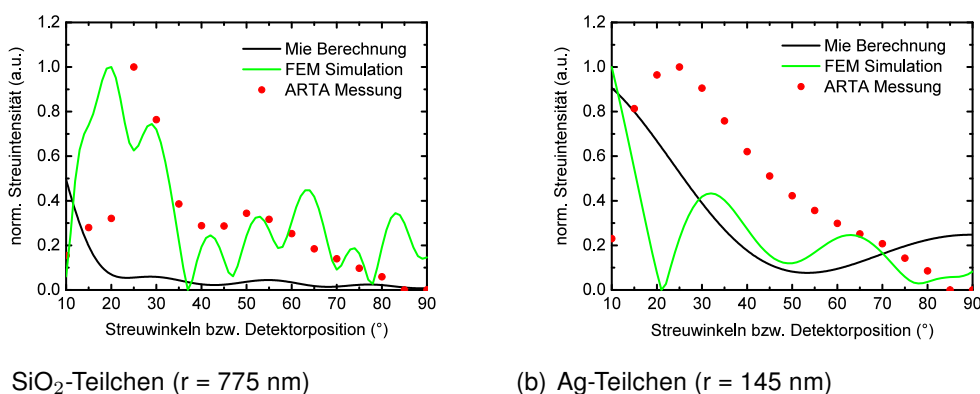 1.2
1.0
0.8
0.6
0.4
0.2
0.0
norm. Streuintensität (a.u.)
Mie Berechnung
FEM Simulation
ARTA Messung
10 20 30 40 50 60 70 80 90
Streuwinkeln bzw. Detektorposition (°)
SiO₂-Teilchen (r = 775 nm)
1.2
1.0
0.8
0.6
0.4
0.2
0.0
norm. Streuintensität (a.u.)
Mie Berechnung
FEM Simulation
ARTA Messung
10 20 30 40 50 60 70 80 90
Streuwinkeln bzw. Detektorposition (°)
(b) Ag-Teilchen (r = 145 nm)